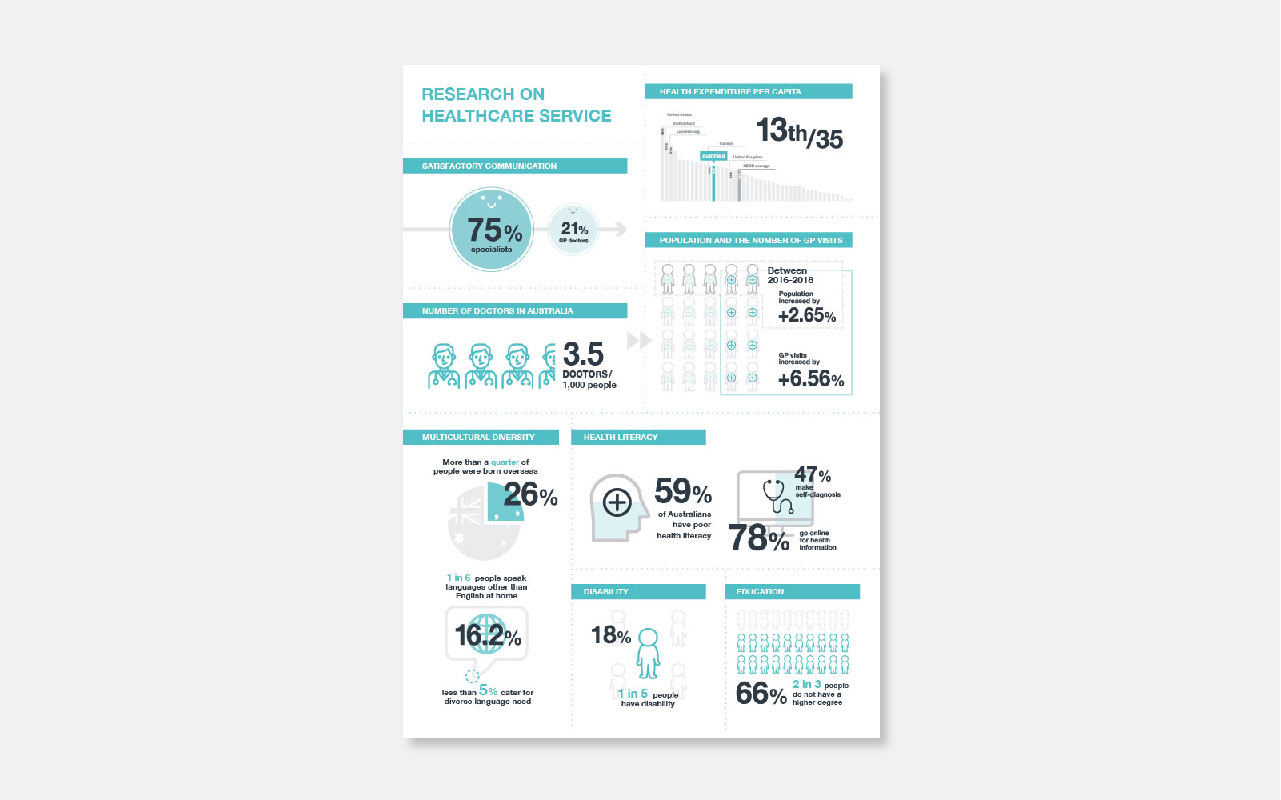 RESEARCH ON
HEALTHCARE SERVICE
SATISFACTORY COMMUNICATION
75%
specialists
21%
GP doctors
NUMBER OF DOCTORS IN AUSTRALIA
3.5
DOCTORS/
1,000 people
HEALTH EXPENDITURE PER CAPITA
13th/35
United States
Switzerland
Luxembourg
Canada
AUSTRALIA
United Kingdom
OECD average
POPULATION AND THE NUMBER OF GP VISITS
Between
2016-2018
Population
increased by
+2.65%
GP visits
increased by
+6.56%
MULTICULTURAL DIVERSITY
More than a quarter of
people were born overseas
26%
1 in 6 people speak
languages other than
English at home
16.2%
less than 5% cater for
diverse language need
HEALTH LITERACY
59%
of Australians
have poor
health literacy
47%
make
self-diagnosis
78%
go online
for health
information
DISABILITY
18%
1 in 5 people
have disability
EDUCATION
66%
2 in 3 people
do not have a
higher degree